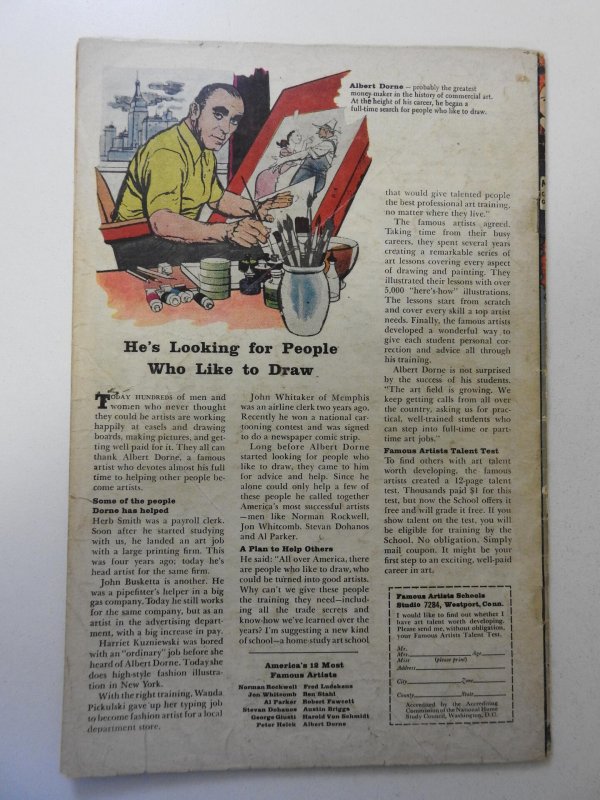 Albert Dorne — probably the greatest
money-maker in the history of commercial art.
At the height of his career, he began a
full-time search for people who like to draw.
He's Looking for People
Who Like to Draw
TODAY HUNDREDS of men and
women who never thought
they could be artists are working
happily at easels and drawing
boards, making pictures, and get-
ting well paid for it. They all can
thank Albert Dorne, a famous
artist who devotes almost his full
time to helping other people be-
come artists.
Some of the people
Dorne has helped
Herb Smith was a payroll clerk.
Soon after he started studying
with us, he landed an art job
with a large printing firm. This
was four years ago; today he's
head artist for the same firm.
John Busketta is another. He
was a pipefitter's helper in a big
gas company. Today he still works
for the same company, but as an
artist in the advertising depart-
ment, with a big increase in pay.
Harriet Kuzniewski was bored
with an "ordinary" job before she
heard of Albert Dorne. Today she
does high-style fashion illustra-
tion in New York.
With the right training, Wanda
Pickulski gave up her typing job
to become fashion artist for a local
department store.
John Whitaker of Memphis
was an airline clerk two years ago.
Recently he won a national car-
tooning contest and was signed
to do a newspaper comic strip.
Long before Albert Dorne
started looking for people who
like to draw, they came to him
for advice and help. Since he
alone could only help a few of
these people he called together
America's most successful artists
—men like Norman Rockwell,
Jon Whitcomb, Stevan Dohanos
and Al Parker.
A Plan to Help Others
He said: "All over America, there
are people who like to draw, who
could be turned into good artists.
Why can't we give these people
the training they need—includ-
ing all the trade secrets and
know-how we've learned over the
years? I'm suggesting a new kind
of school—a home-study art school
America's 12 Most
Famous Artists
Norman Rockwell Fred Ludekens
Jon Whitcomb Ben Stahl
Al Parker Robert Fawcett
Stevan Dohanos Austin Briggs
George Giusti Harold Von Schmidt
Peter Helck Albert Dorne
that would give talented people
the best professional art training,
no matter where they live."
The famous artists agreed.
Taking time from their busy
careers, they spent several years
creating a remarkable series of
art lessons covering every aspect
of drawing and painting. They
illustrated their lessons with over
5,000 "here's-how" illustrations.
The lessons start from scratch
and cover every skill a top artist
needs. Finally, the famous artists
developed a wonderful way to
give each student personal cor-
rection and advice all through
his training.
Albert Dorne is not surprised
by the success of his students.
"The art field is growing. We
keep getting calls from all over
the country, asking us for prac-
tical, well-trained students who
can step into full-time or part-
time art jobs."
Famous Artists Talent Test
To find others with art talent
worth developing, the famous
artists created a 12-page talent
test. Thousands paid $1 for this
test, but now the School offers it
free and will grade it free. If you
show talent on the test, you will
be eligible for training by the
School. No obligation. Simply
mail coupon. It might be your
first step to an exciting, well-paid
career in art.
Famous Artists Schools
Studio 7284, Westport, Conn.
I would like to find out whether I
have art talent worth developing.
Please send me, without obligation,
your Famous Artists Talent Test.
Mr.
Mrs. Age
Miss (please print)
Address
City Zone
County State
Accredited by the Accrediting
Commission of the National Home
Study Council, Washington, D.C.